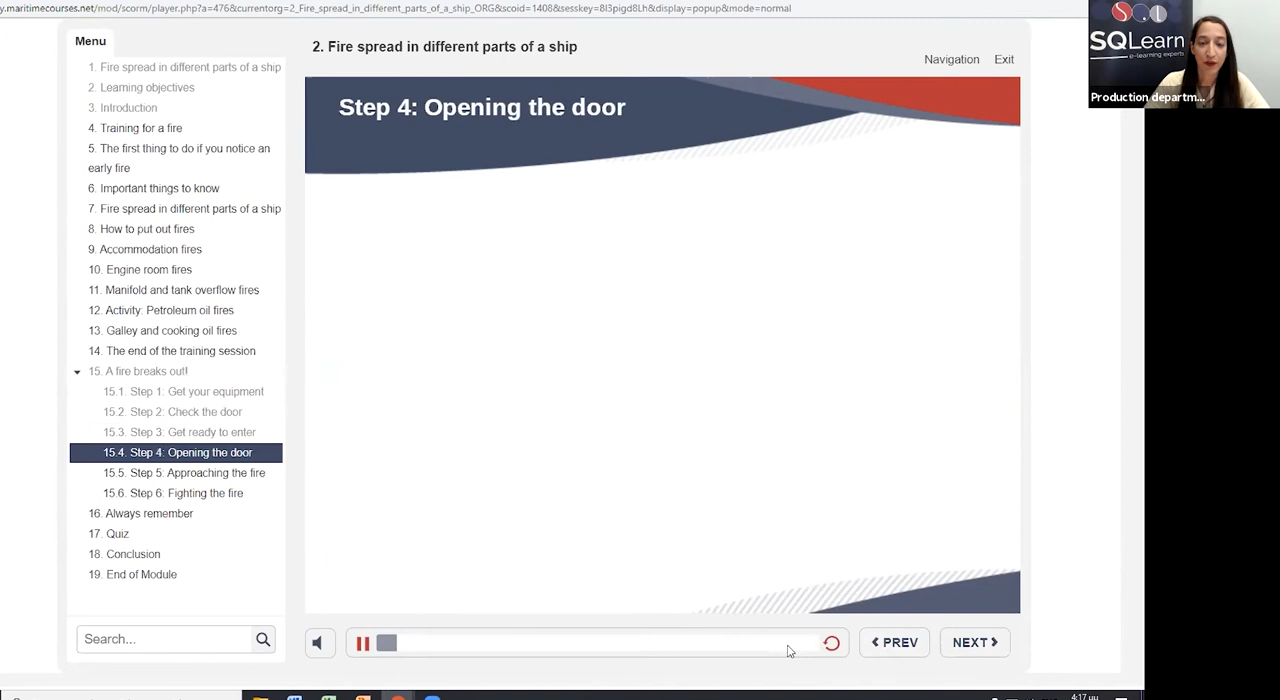 y.maritimecourses.net/mod/scorm/player.php?a=476&currentorg=2_Fire_spread_in_different_parts_of_a_ship_ORG&scoid=1408&sesskey=8I3pigd8Lh&display=popup&mode=normal
SQLearn
e-learning experts
Production departm...
Menu
2. Fire spread in different parts of a ship
Navigation
Exit
1. Fire spread in different parts of a ship
2. Learning objectives
3. Introduction
4. Training for a fire
5. The first thing to do if you notice an
early fire
6. Important things to know
7. Fire spread in different parts of a ship
8. How to put out fires
9. Accommodation fires
10. Engine room fires
11. Manifold and tank overflow fires
12. Activity: Petroleum oil fires
13. Galley and cooking oil fires
14. The end of the training session
15. A fire breaks out!
15.1. Step 1: Get your equipment
15.2. Step 2: Check the door
15.3. Step 3: Get ready to enter
15.4. Step 4: Opening the door
15.5. Step 5: Approaching the fire
15.6. Step 6. Fighting the fire
16. Always remember
17. Quiz
18. Conclusion
19. End of Module
Search...
Step 4: Opening the door
PREV
NEXT
4:17 μμ